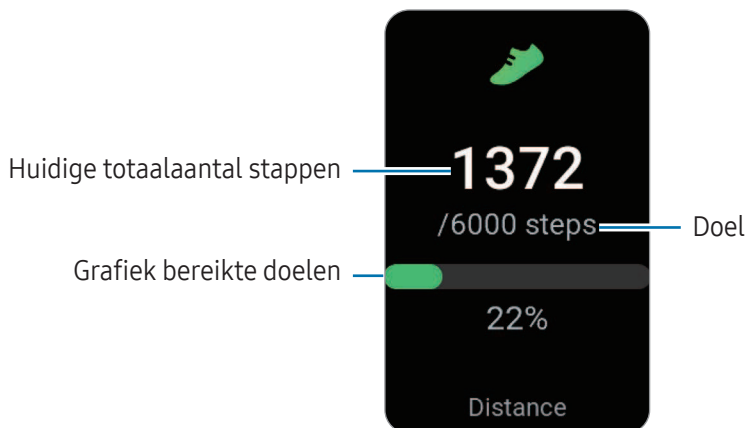 1372
Huidige totaalaantal stappen
/6000 steps
Doel
Grafiek bereikte doelen
22%
Distance